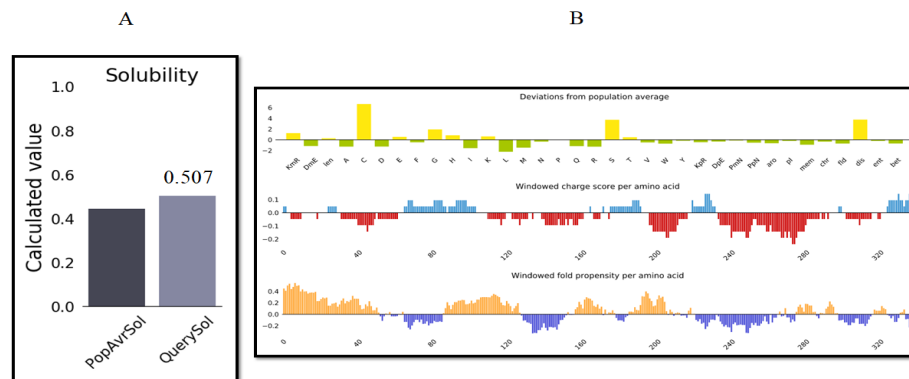 A
B
Solubility
Calculated value
1.0
0.8
0.6
0.4
0.2
0.0
0.507
PopAvrSol
QuerySol
Deviations from population average
6
4
2
0
−2
KmR DmE len A C D E F G H I K L M N P Q R S T V W Y KpR DpE PmN PpN aro pI mem chr fld dis ent bet
Windowed charge score per amino acid
0.1
0.0
−0.1
−0.2
0 40 80 120 160 200 240 280 320
Windowed fold propensity per amino acid
0.4
0.2
0.0
−0.2
0 40 80 120 160 200 240 280 320